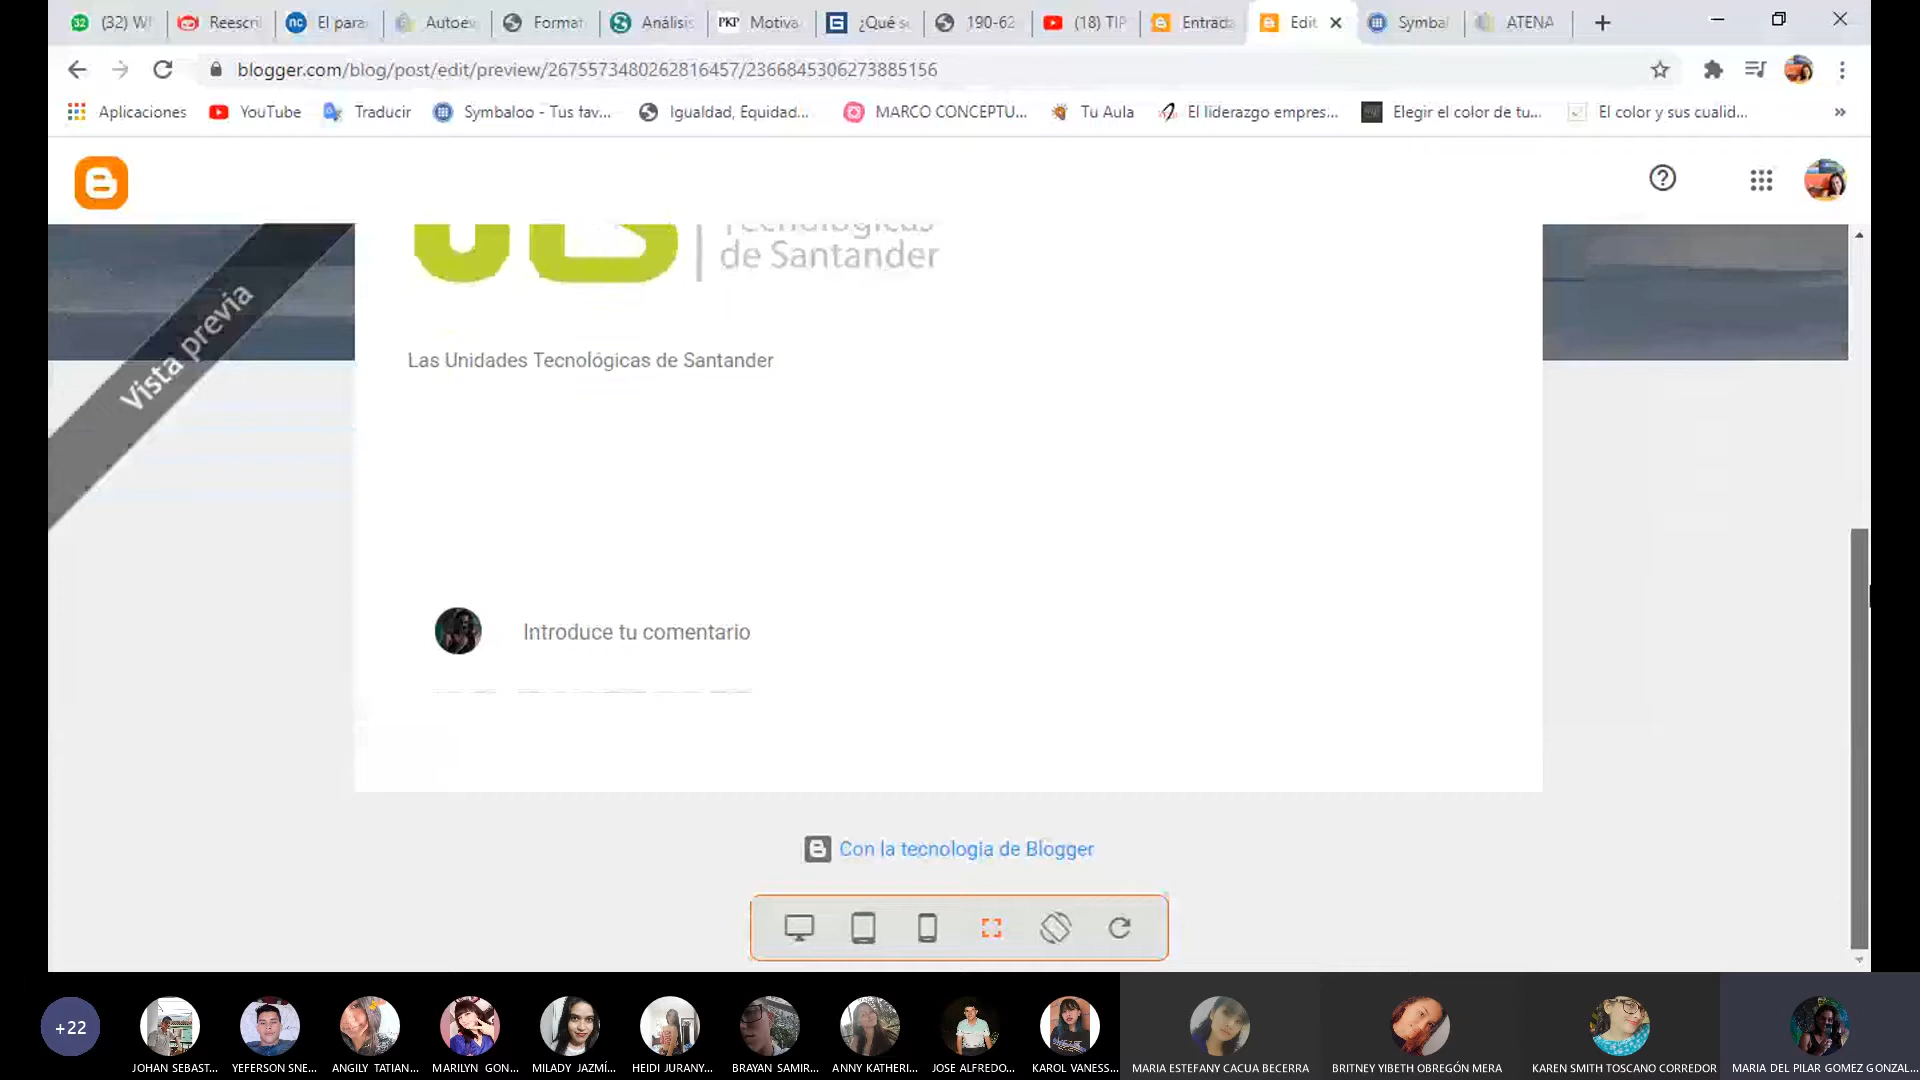 (32) W
Reescri
El para
Autoev
Format
Análisis
PKP Motiva
¿Qué s
190-62
(18) TIP
Entrada
Edit
Symbal
ATENA
blogger.com/blog/post/edit/preview/2675573480262816457/2366845306273885156
Aplicaciones
YouTube
Traducir
Symbaloo - Tus fav...
Igualdad, Equidad...
MARCO CONCEPTU...
Tu Aula
El liderazgo empres...
Elegir el color de tu...
El color y sus cualid...
Vista previa
Tecnológicas
de Santander
Las Unidades Tecnológicas de Santander
Introduce tu comentario
Con la tecnología de Blogger
+22
JOHAN SEBAST...
YEFERSON SNE...
ANGILY TATIAN...
MARILYN GON...
MILADY JAZMÍ...
HEIDI JURANY...
BRAYAN SAMIR...
ANNY KATHERI...
JOSE ALFREDO...
KAROL VANESS...
MARIA ESTEFANY CACUA BECERRA
BRITNEY YIBETH OBREGÓN MERA
KAREN SMITH TOSCANO CORREDOR
MARIA DEL PILAR GOMEZ GONZAL...